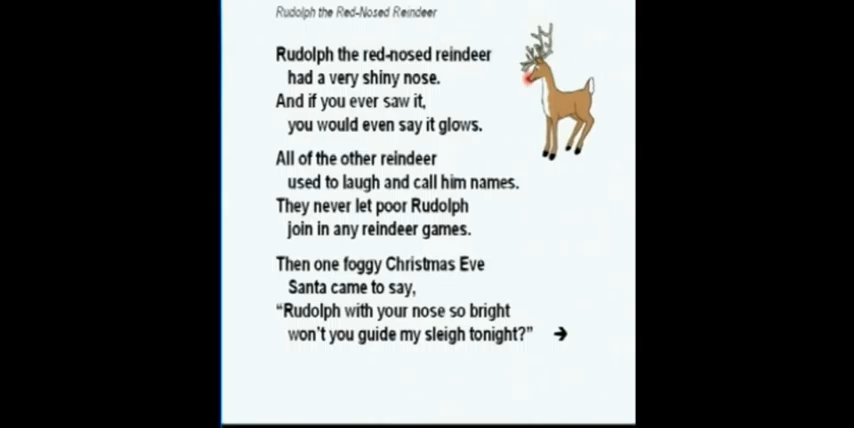 Rudolph the Red-Nosed Reindeer
Rudolph the red-nosed reindeer
had a very shiny nose.
And if you ever saw it,
you would even say it glows.
All of the other reindeer
used to laugh and call him names.
They never let poor Rudolph
join in any reindeer games.
Then one foggy Christmas Eve
Santa came to say,
“Rudolph with your nose so bright
won’t you guide my sleigh tonight?” ➔